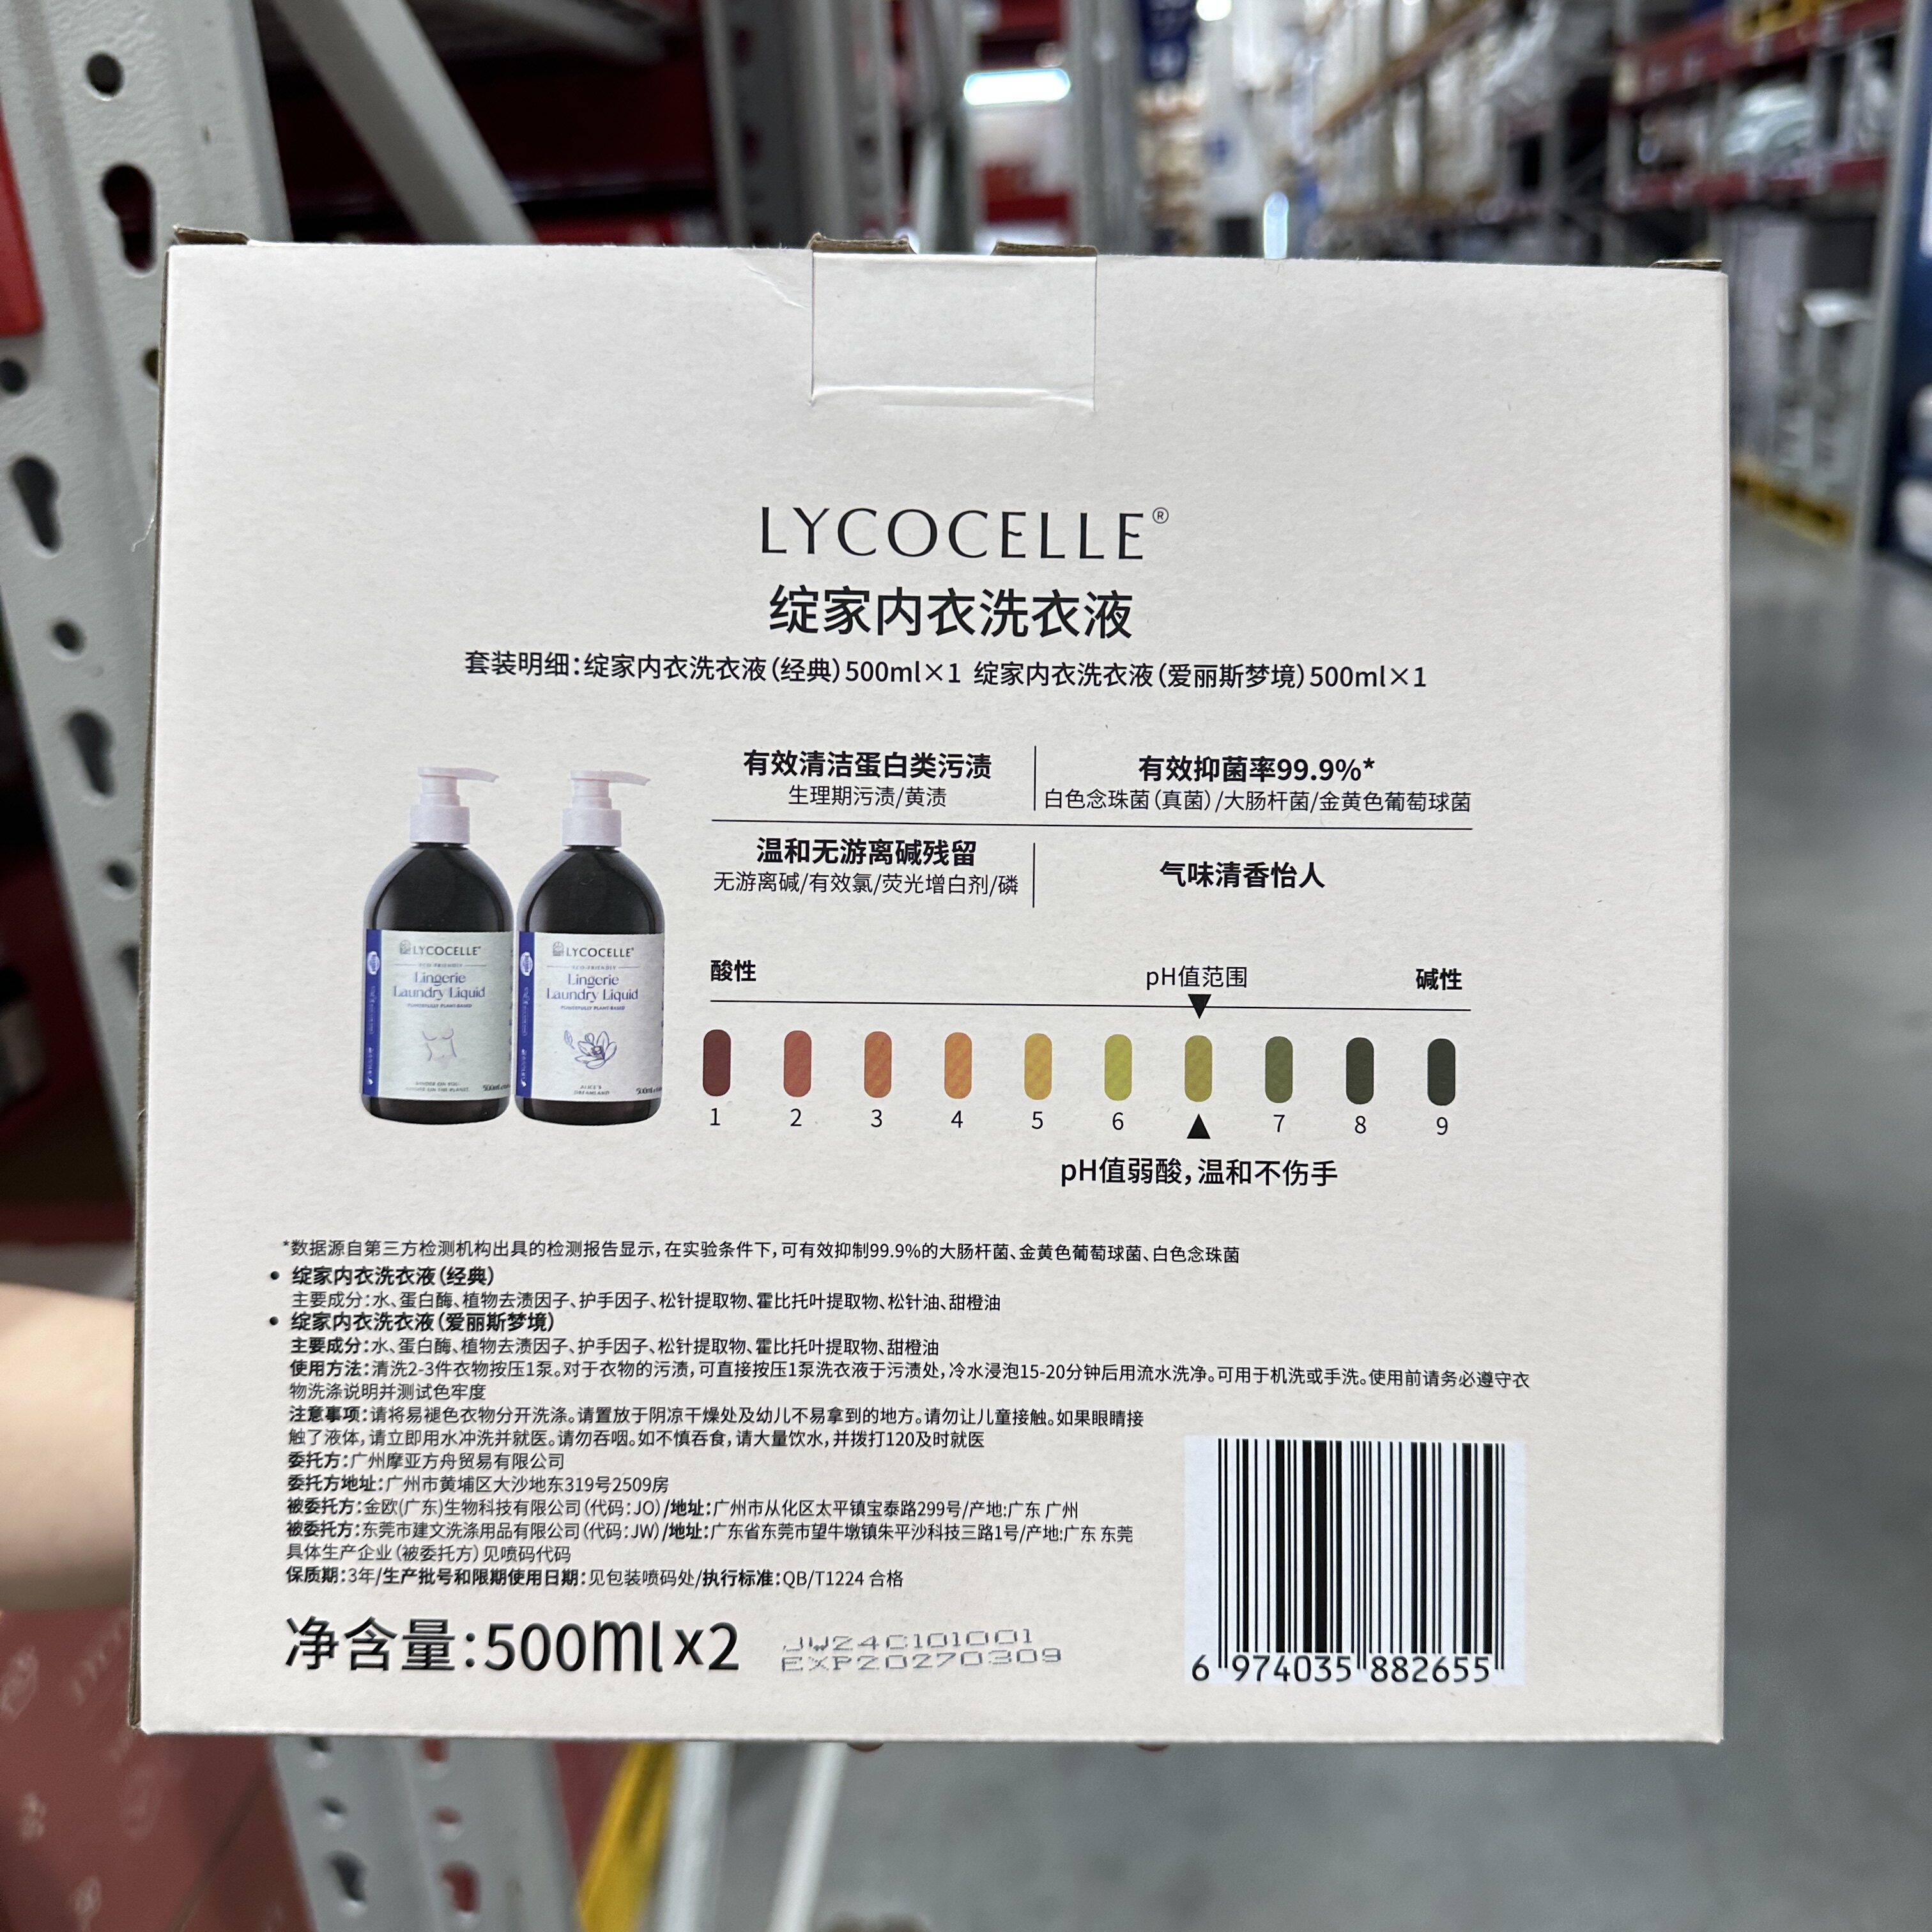 LYCOCELLE®
绽家内衣洗衣液
套装明细：绽家内衣洗衣液（经典）500ml×1 绽家内衣洗衣液（爱丽斯梦境）500ml×1
有效清洁蛋白类污渍
生理期污渍/黄渍
有效抑菌率99.9%*
白色念珠菌（真菌）/大肠杆菌/金黄色葡萄球菌
温和无游离碱残留
无游离碱/有效氯/荧光增白剂/磷
气味清香怡人
LYCOCELLE®
ECO-FRIENDLY
Lingerie
Laundry Liquid
POWERFULLY PLANT-BASED
500ml
LYCOCELLE®
ECO-FRIENDLY
Lingerie
Laundry Liquid
POWERFULLY PLANT-BASED
ALICE'S
DREAMLAND
500ml
酸性
pH值范围
碱性
1 2 3 4 5 6 7 8 9
pH值弱酸，温和不伤手
*数据源自第三方检测机构出具的检测报告显示，在实验条件下，可有效抑制99.9%的大肠杆菌、金黄色葡萄球菌、白色念珠菌
• 绽家内衣洗衣液（经典）
主要成分：水、蛋白酶、植物去渍因子、护手因子、松针提取物、霍比托叶提取物、松针油、甜橙油
• 绽家内衣洗衣液（爱丽斯梦境）
主要成分：水、蛋白酶、植物去渍因子、护手因子、松针提取物、霍比托叶提取物、甜橙油
使用方法：清洗2-3件衣物按压1泵。对于衣物的污渍，可直接按压1泵洗衣液于污渍处，冷水浸泡15-20分钟后用流水洗净。可用于机洗或手洗。使用前请务必遵守衣
物洗涤说明并测试色牢度
注意事项：请将易褪色衣物分开洗涤。请置放于阴凉干燥处及幼儿不易拿到的地方。请勿让儿童接触。如果眼睛接
触了液体，请立即用水冲洗并就医。请勿吞咽。如不慎吞食，请大量饮水，并拨打120及时就医
委托方：广州摩亚方舟贸易有限公司
委托方地址：广州市黄埔区大沙地东319号2509房
被委托方：金欧(广东)生物科技有限公司（代码：JO）/地址：广州市从化区太平镇宝泰路299号/产地:广东 广州
被委托方：东莞市建文洗涤用品有限公司（代码：JW）/地址：广东省东莞市望牛墩镇朱平沙科技三路1号/产地:广东 东莞
具体生产企业（被委托方）见喷码代码
保质期：3年/生产批号和限期使用日期：见包装喷码处/执行标准：QB/T1224 合格
净含量：500ml x2
JW24C101001
EXP20270309
6 974035 882655